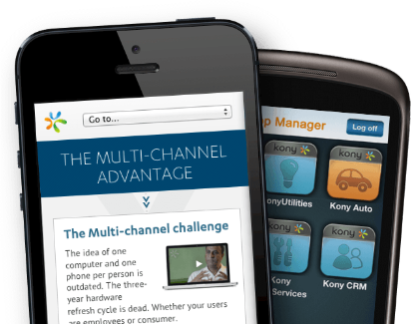 Go to...
THE MULTI-CHANNEL
ADVANTAGE
The Multi-channel challenge
The idea of one
computer and one
phone per person is
outdated. The three-
year hardware
refresh cycle is dead. Whether your users
are employees or consumer.
p Manager
Log off
kony
kony
onyUtilities
Kony Auto
kony
kony
Kony
Services
Kony CRM